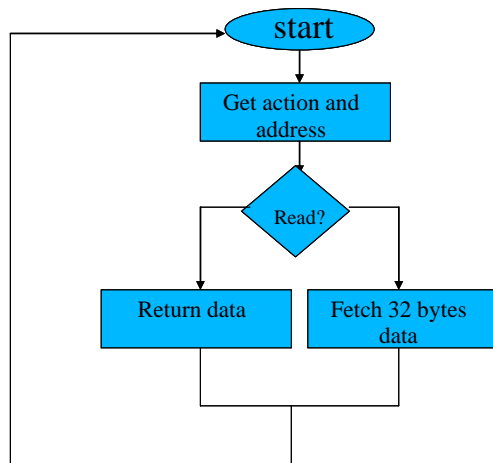 start
Get action and
address
Read?
Return data
Fetch 32 bytes
data